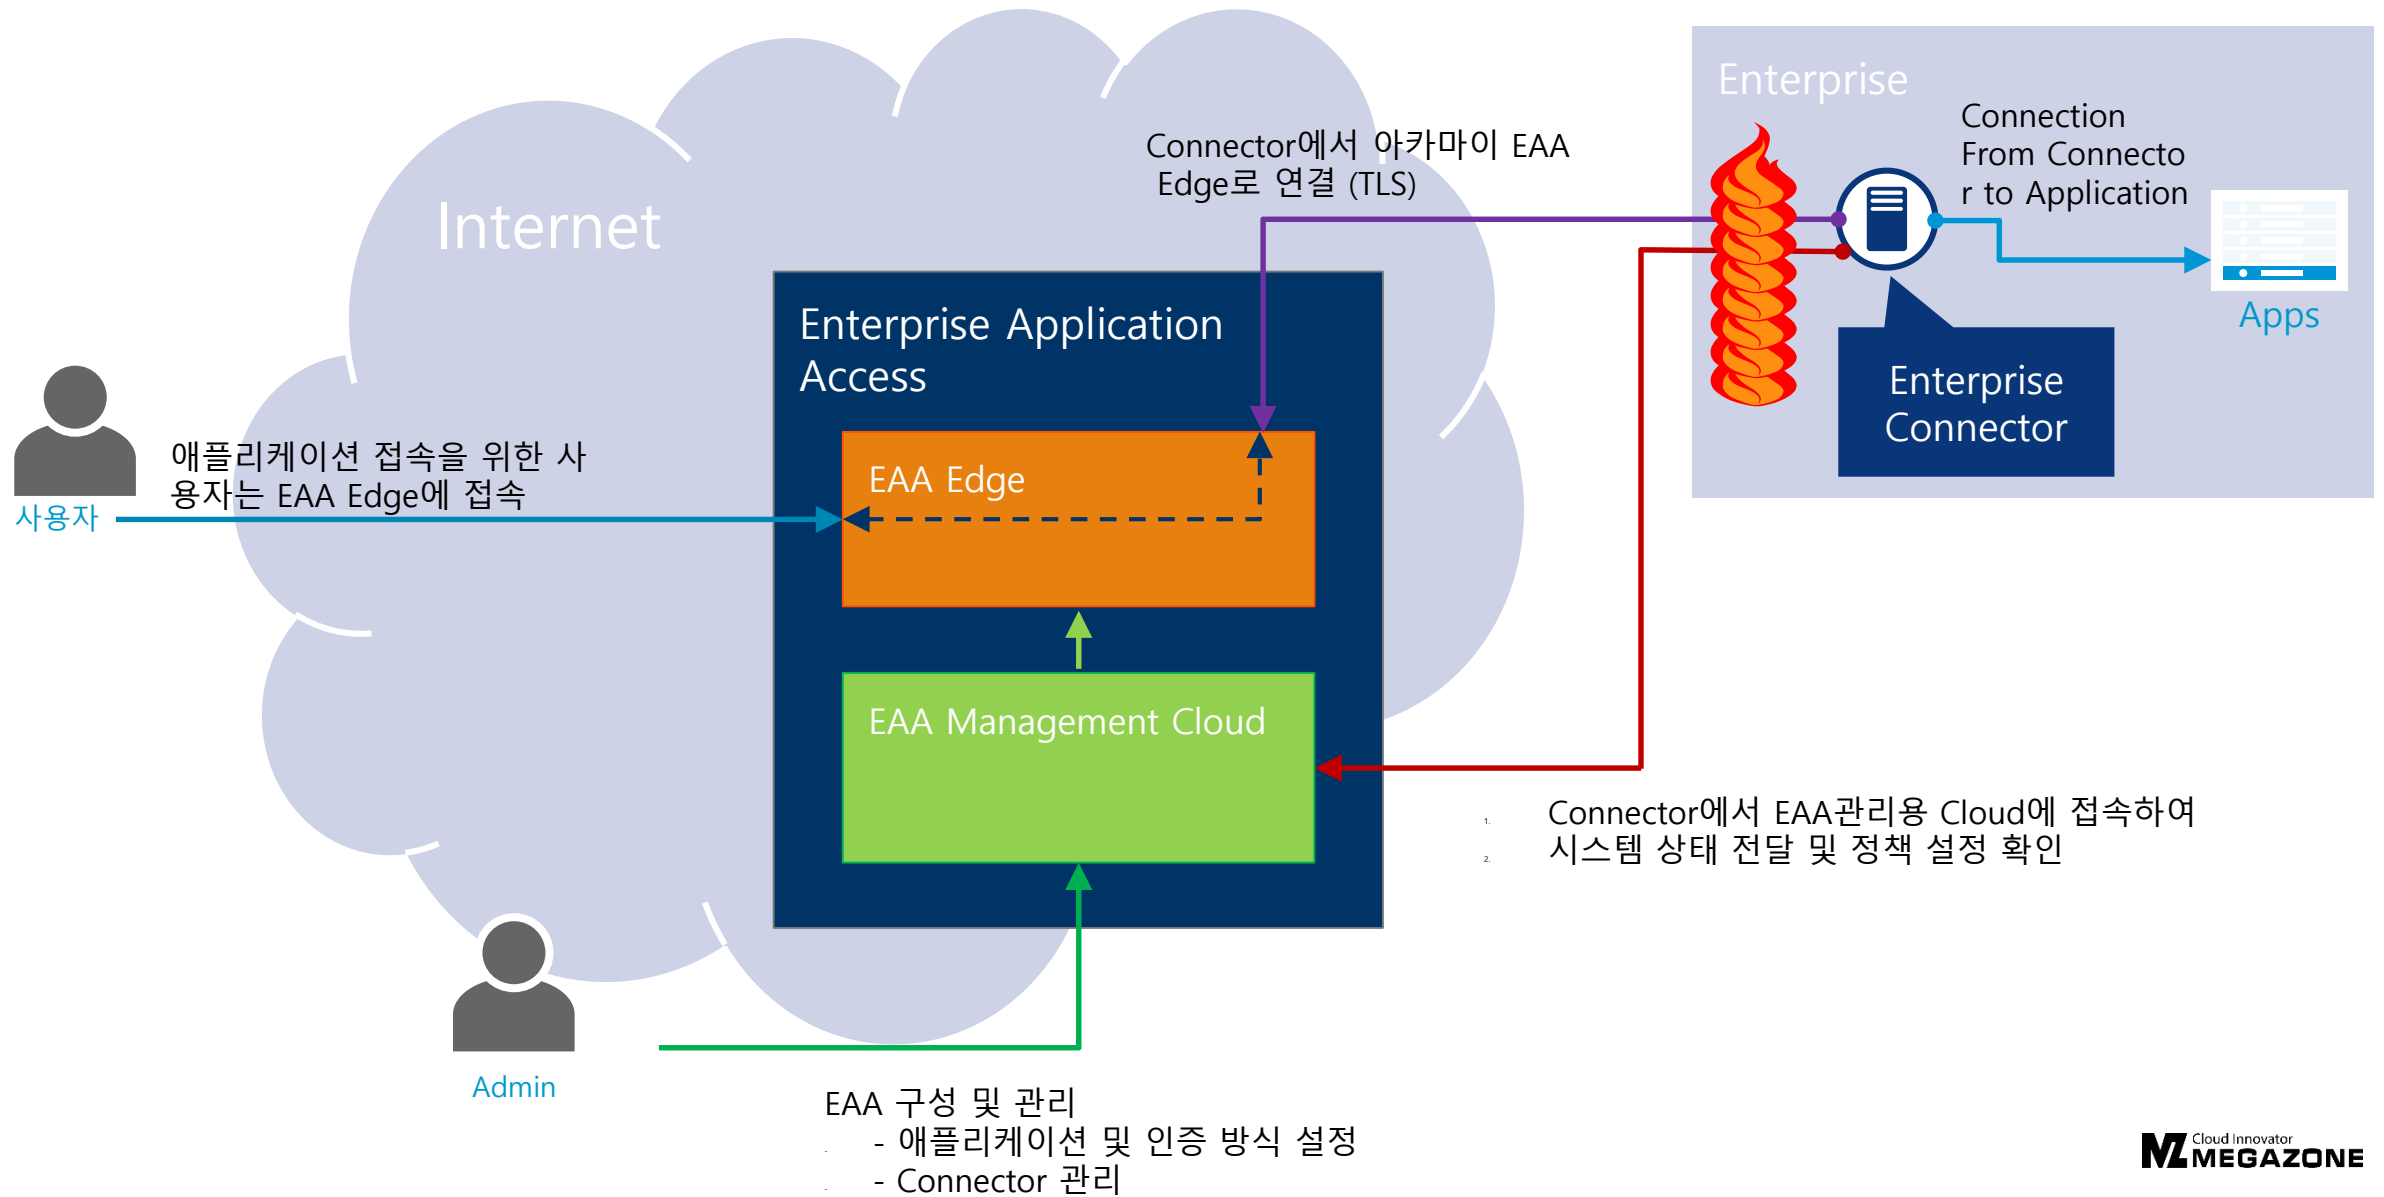 Internet
Enterprise
Connection
From Connecto
r to Application
Connector에서 아카마이 EAA
Edge로 연결 (TLS)
Apps
Enterprise Application
Access
Enterprise
Connector
애플리케이션 접속을 위한 사
용자는 EAA Edge에 접속
사용자
EAA Edge
EAA Management Cloud
1. Connector에서 EAA관리용 Cloud에 접속하여
2. 시스템 상태 전달 및 정책 설정 확인
Admin
EAA 구성 및 관리
- 애플리케이션 및 인증 방식 설정
- Connector 관리
Cloud Innovator
MZ MEGAZONE